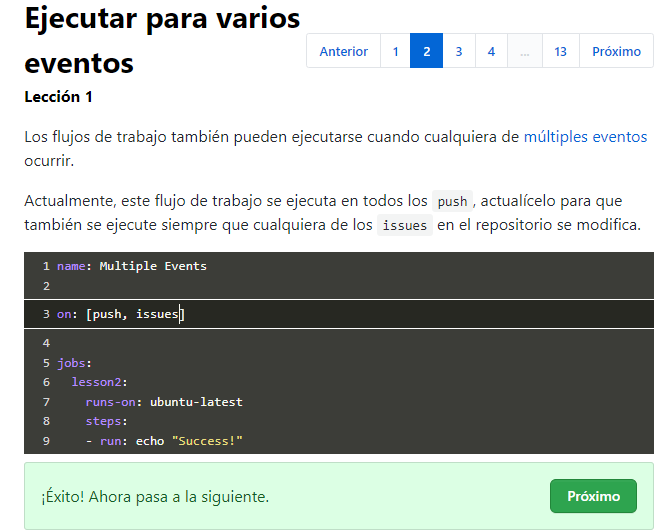 Ejecutar para varios
eventos
Anterior 1 2 3 4 ... 13 Próximo
Lección 1
Los flujos de trabajo también pueden ejecutarse cuando cualquiera de múltiples eventos
ocurrir.
Actualmente, este flujo de trabajo se ejecuta en todos los push, actualícelo para que
también se ejecute siempre que cualquiera de los issues en el repositorio se modifica.
1 name: Multiple Events
2
3 on: [push, issues]
4
5 jobs:
6   lesson2:
7     runs-on: ubuntu-latest
8     steps:
9     - run: echo "Success!"
¡Éxito! Ahora pasa a la siguiente. Próximo